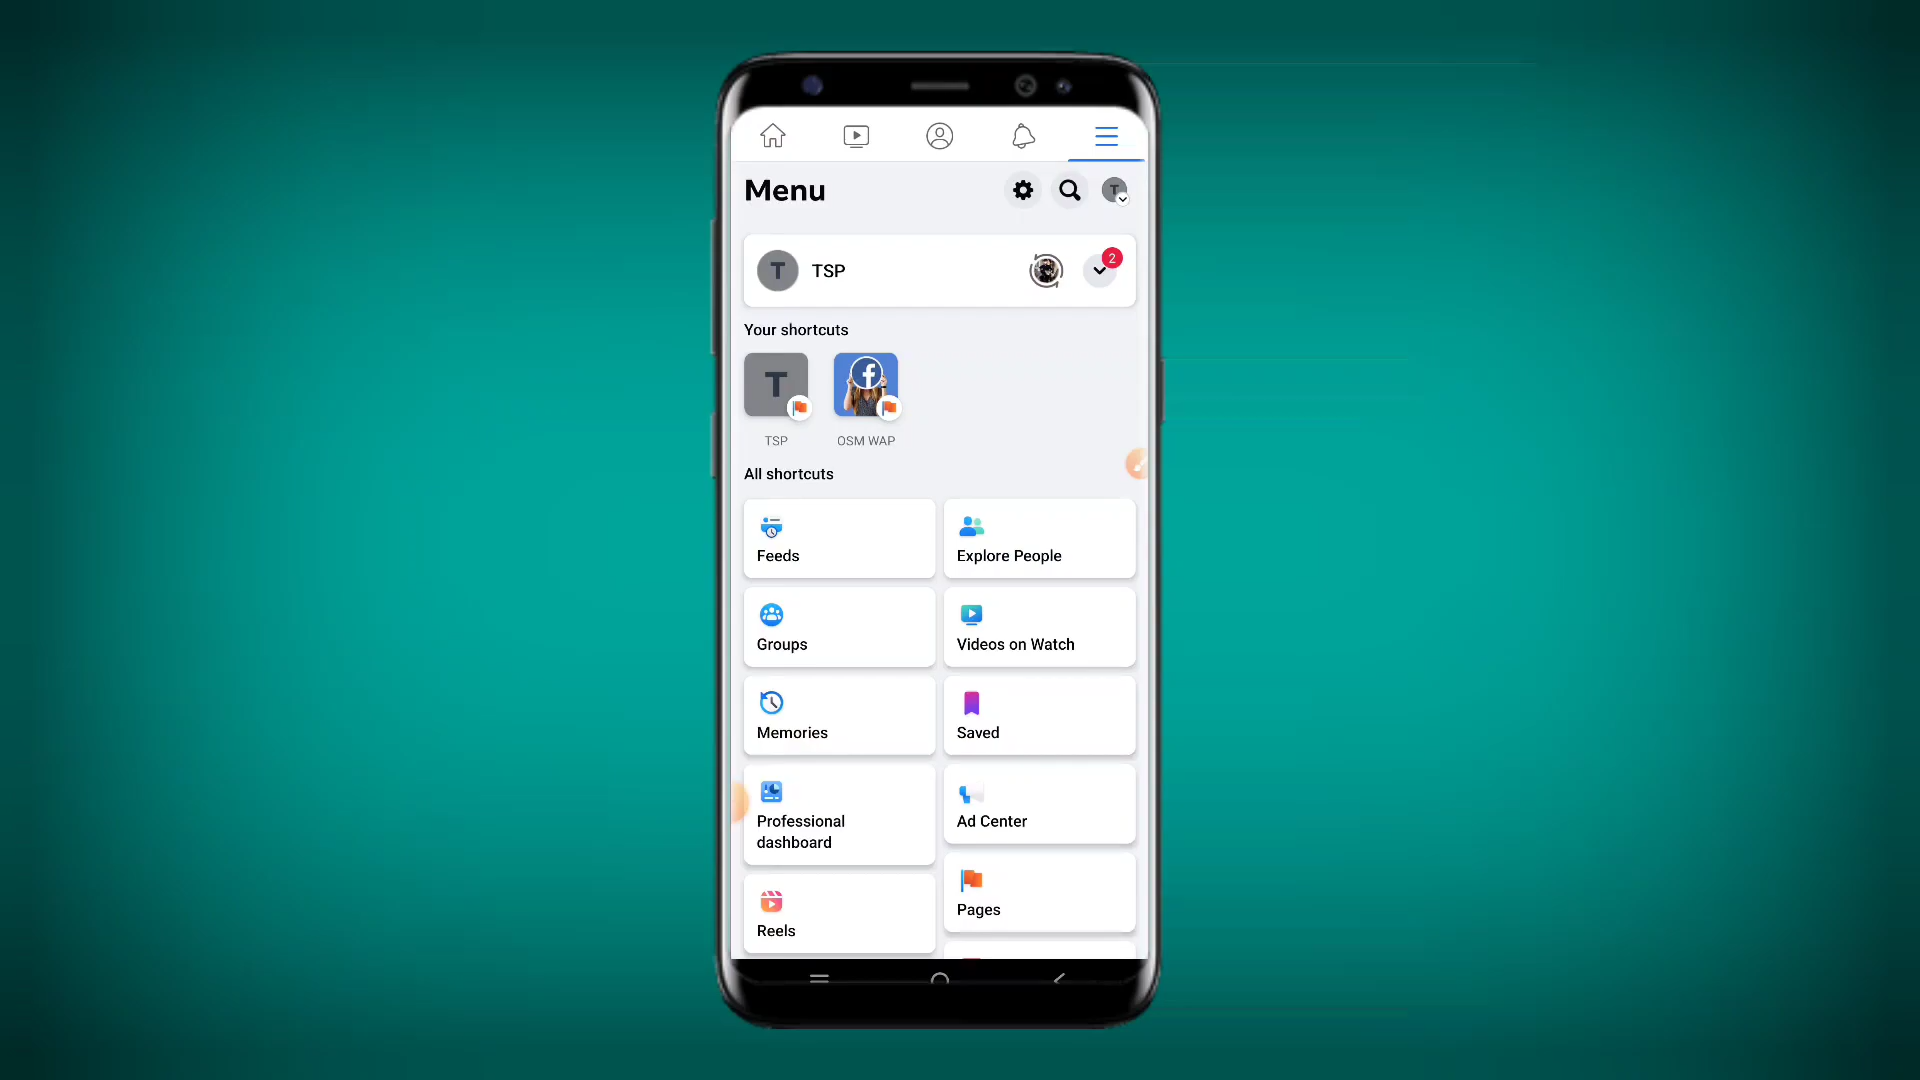 Menu
T
T
TSP
2
Your shortcuts
T
f
TSP
OSM WAP
All shortcuts
Feeds
Explore People
Groups
Videos on Watch
Memories
Saved
Professional
dashboard
Ad Center
Pages
Reels